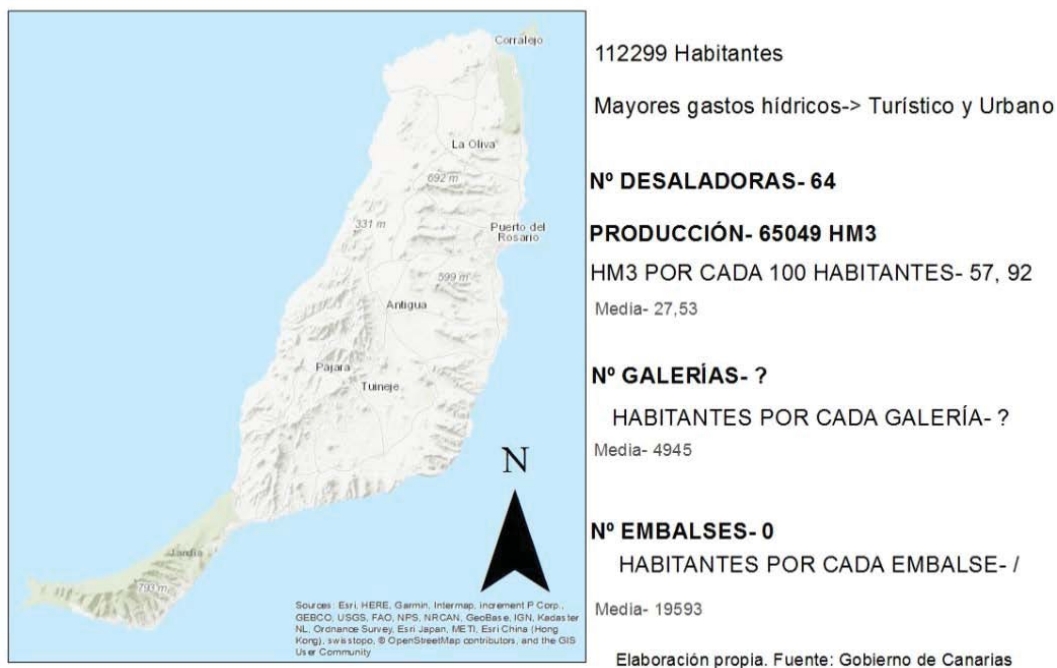 Corralejo
La Oliva
692 m
331 m
Puerto del
Rosario
599 m
Antigua
Pájara
Tuineje
Jandia
793 m
N
Sources: Esri, HERE, Garmin, Intermap, increment P Corp.,
GEBCO, USGS, FAO, NPS, NRCAN, GeoBase, IGN, Kadaster
NL, Ordnance Survey, Esri Japan, METI, Esri China (Hong
Kong), swisstopo, © OpenStreetMap contributors, and the GIS
User Community
112299 Habitantes
Mayores gastos hídricos-> Turístico y Urbano
Nº DESALADORAS- 64
PRODUCCIÓN- 65049 HM3
HM3 POR CADA 100 HABITANTES- 57, 92
Media- 27,53
Nº GALERÍAS- ?
HABITANTES POR CADA GALERÍA- ?
Media- 4945
Nº EMBALSES- 0
HABITANTES POR CADA EMBALSE- /
Media- 19593
Elaboración propia. Fuente: Gobierno de Canarias